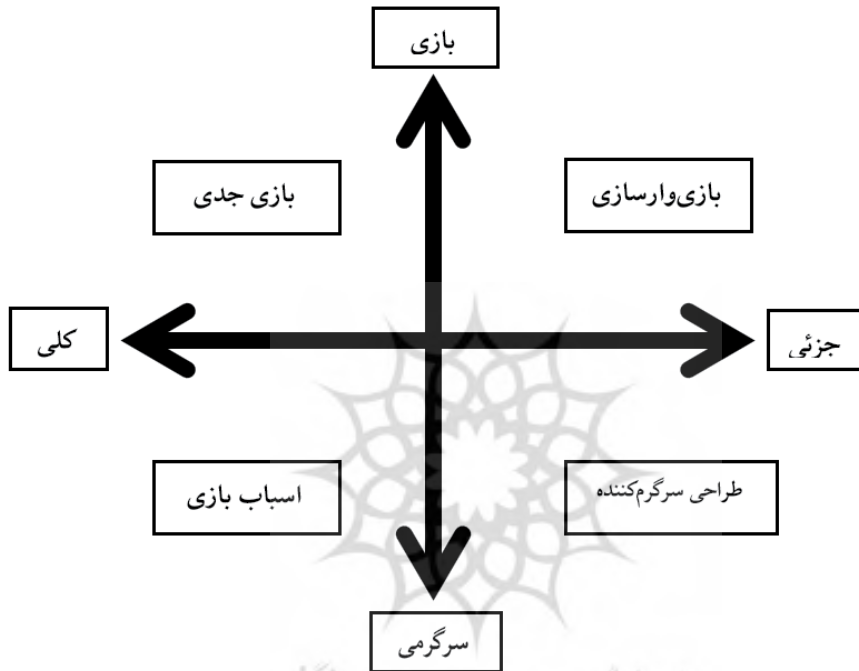 بازی
بازی‌وارسازی
بازی جدی
جزئی
کلی
طراحی سرگرم‌کننده
اسباب بازی
سرگرمی